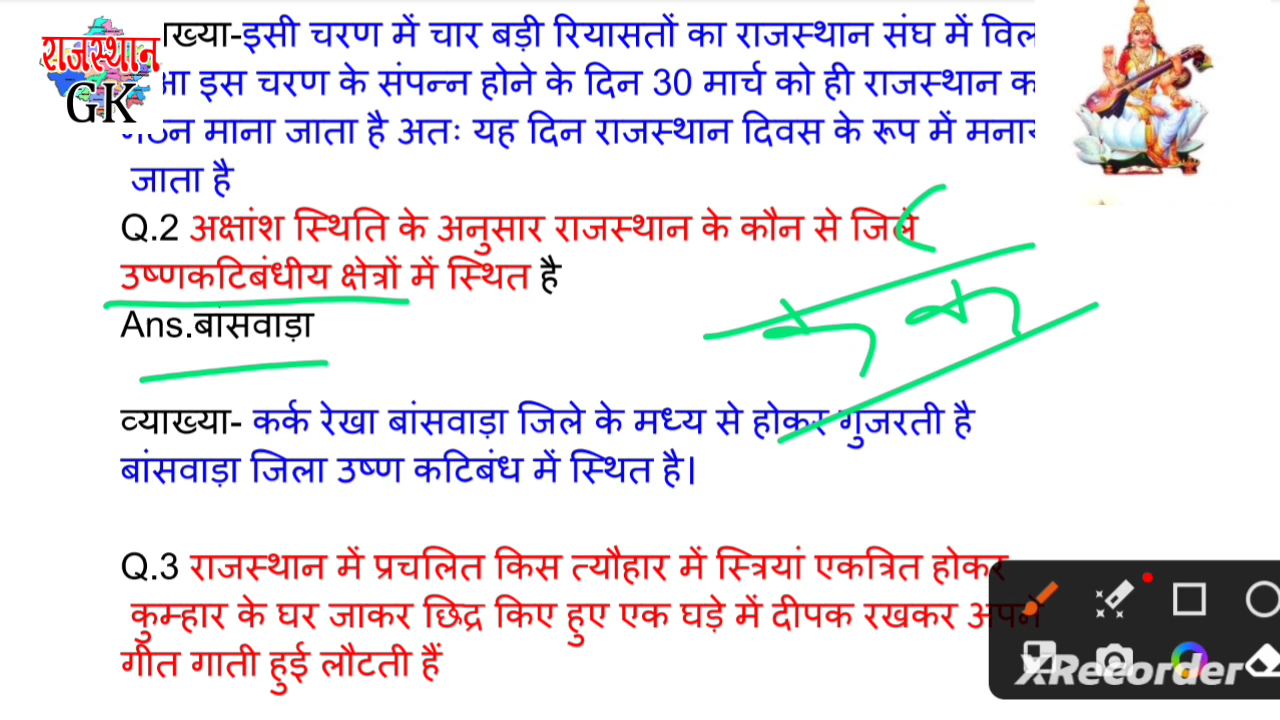 राजस्थान
GK
ख्या-इसी चरण में चार बड़ी रियासतों का राजस्थान संघ में
इस चरण के संपन्न होने के दिन 30 मार्च को ही राजस्थान
माना जाता है अतः यह दिन राजस्थान दिवस के रूप में
जाता है
Q.2 अक्षांश स्थिति के अनुसार राजस्थान के कौन से जिले
उष्णकटिबंधीय क्षेत्रों में स्थित है
Ans.बांसवाड़ा
व्याख्या- कर्क रेखा बांसवाड़ा जिले के मध्य से होकर गुजरती है
बांसवाड़ा जिला उष्ण कटिबंध में स्थित है।
Q.3 राजस्थान में प्रचलित किस त्यौहार में स्त्रियां एकत्रित होकर
कुम्हार के घर जाकर छिद्र किए हुए एक घड़े में दीपक रखकर अपने
गीत गाती हुई लौटती हैं
XRecorder